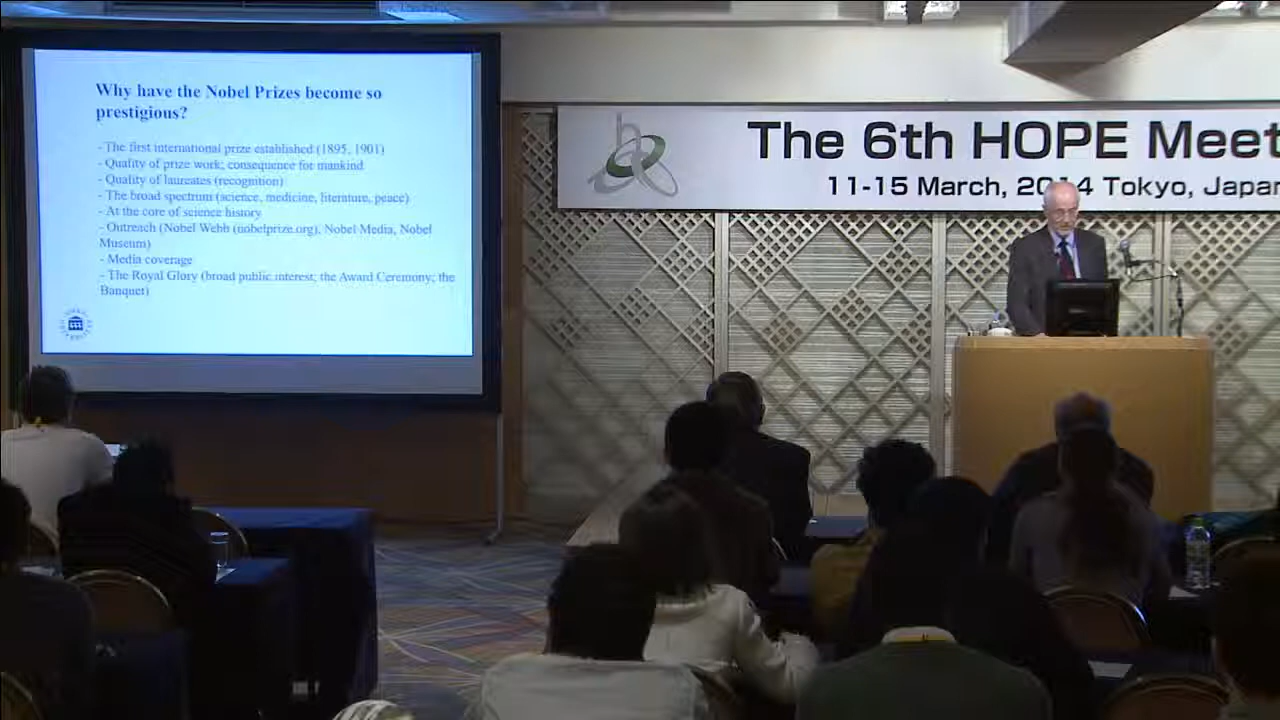 Why have the Nobel Prizes become so
prestigious?
- The first international prize established (1895, 1901)
- Quality of prize work; consequence for mankind
- Quality of laureates (recognition)
- The broad spectrum (science, medicine, literature, peace)
- At the core of science history
- Outreach (Nobel Webb (nobelprize.org), Nobel Media, Nobel
Museum)
- Media coverage
- The Royal Glory (broad public interest; the Award Ceremony; the
Banquet)
The 6th HOPE Meet
11-15 March, 2014 Tokyo, Japan